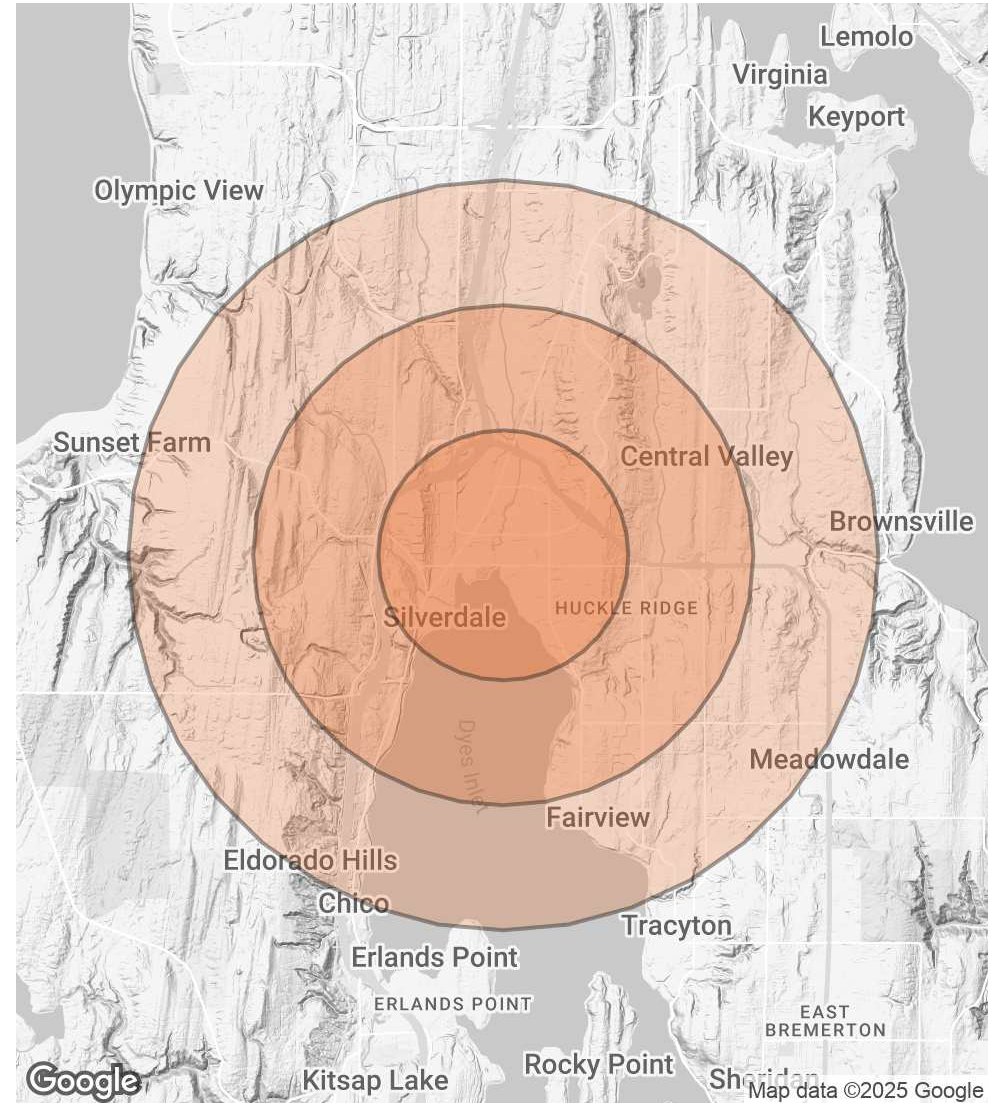 Lemolo
Virginia
Keyport
Olympic View
Sunset Farm
Central Valley
Brownsville
HUCKLE RIDGE
Silverdale
Dyes Inlet
Meadowdale
Fairview
Eldorado Hills
Chico
Tracyton
Erlands Point
ERLANDS POINT
EAST
BREMERTON
Rocky Point
Kitsap Lake
Sheridan
Google
Map data ©2025 Google